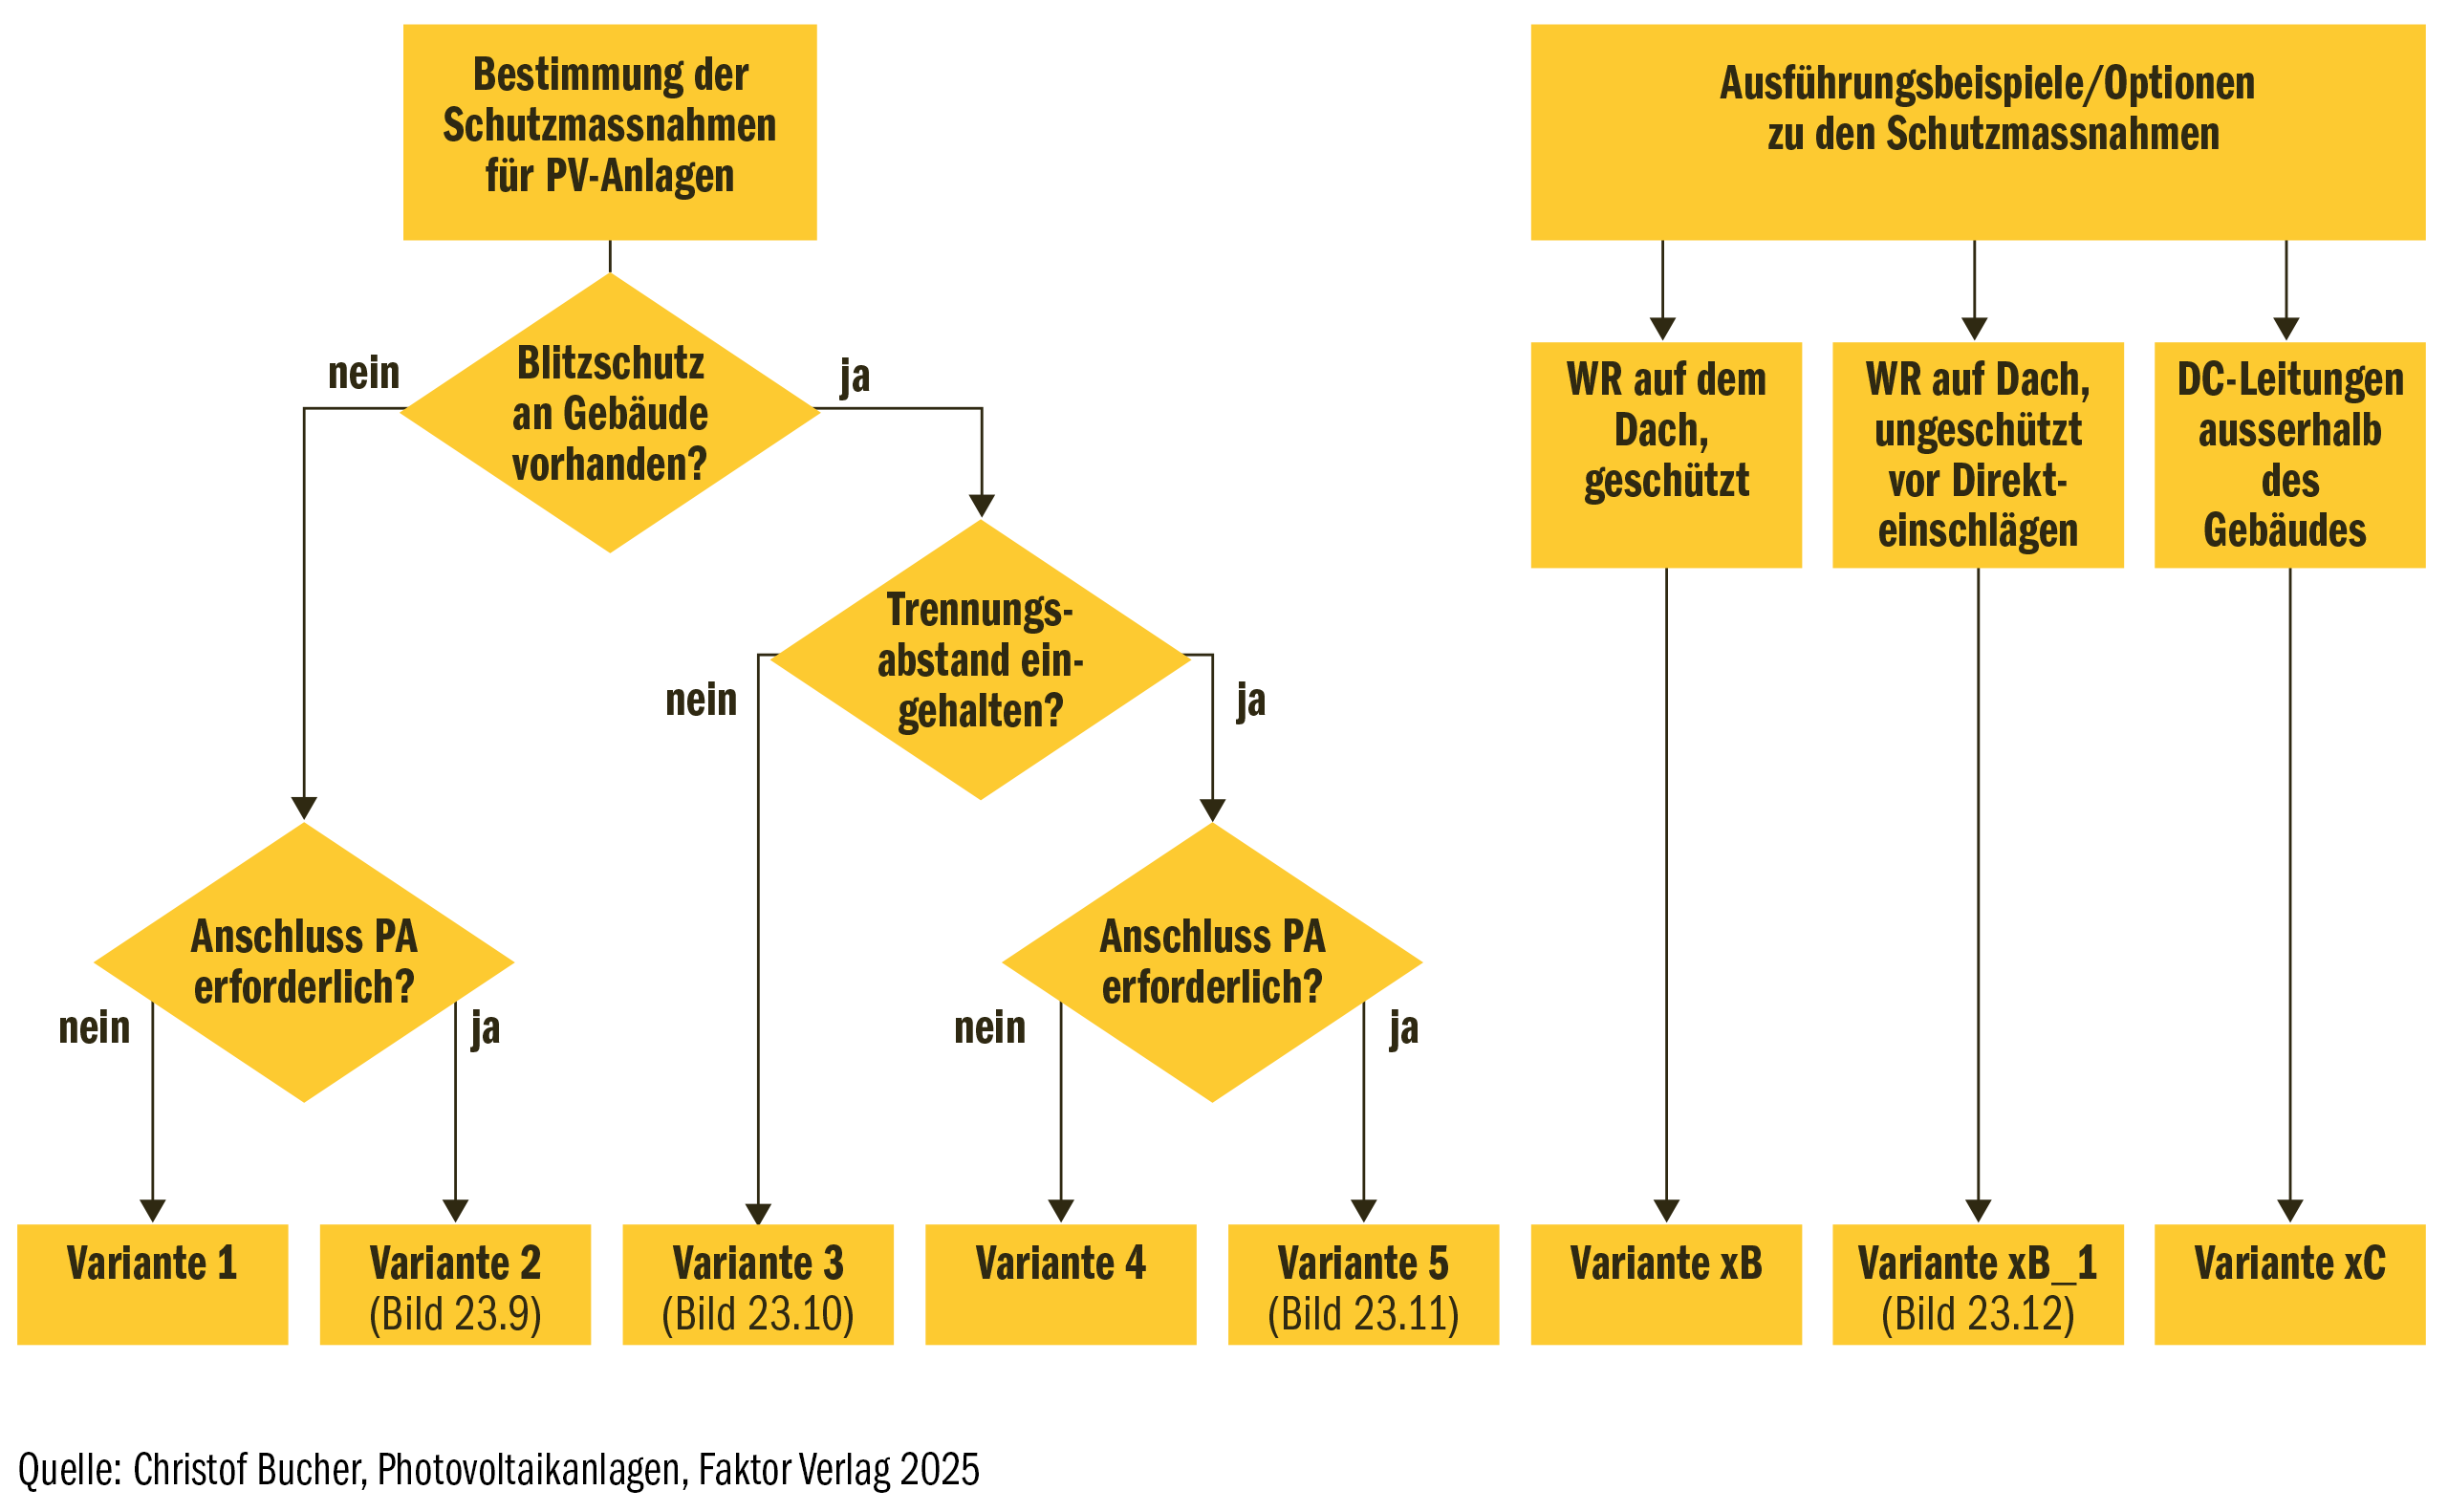 Bestimmung der
Schutzmassnahmen
für PV-Anlagen
Ausführungsbeispiele/Optionen
zu den Schutzmassnahmen
nein
Blitzschutz
an Gebäude
vorhanden?
ja
WR auf dem
Dach,
geschützt
WR auf Dach,
ungeschützt
vor Direkt-
einschlägen
DC-Leitungen
ausserhalb
des
Gebäudes
nein
Trennungs-
abstand ein-
gehalten?
ja
Anschluss PA
erforderlich?
nein
ja
Anschluss PA
erforderlich?
nein
ja
Variante 1
Variante 2
(Bild 23.9)
Variante 3
(Bild 23.10)
Variante 4
Variante 5
(Bild 23.11)
Variante xB
Variante xB_1
(Bild 23.12)
Variante xC
Quelle: Christof Bucher, Photovoltaikanlagen, Faktor Verlag 2025